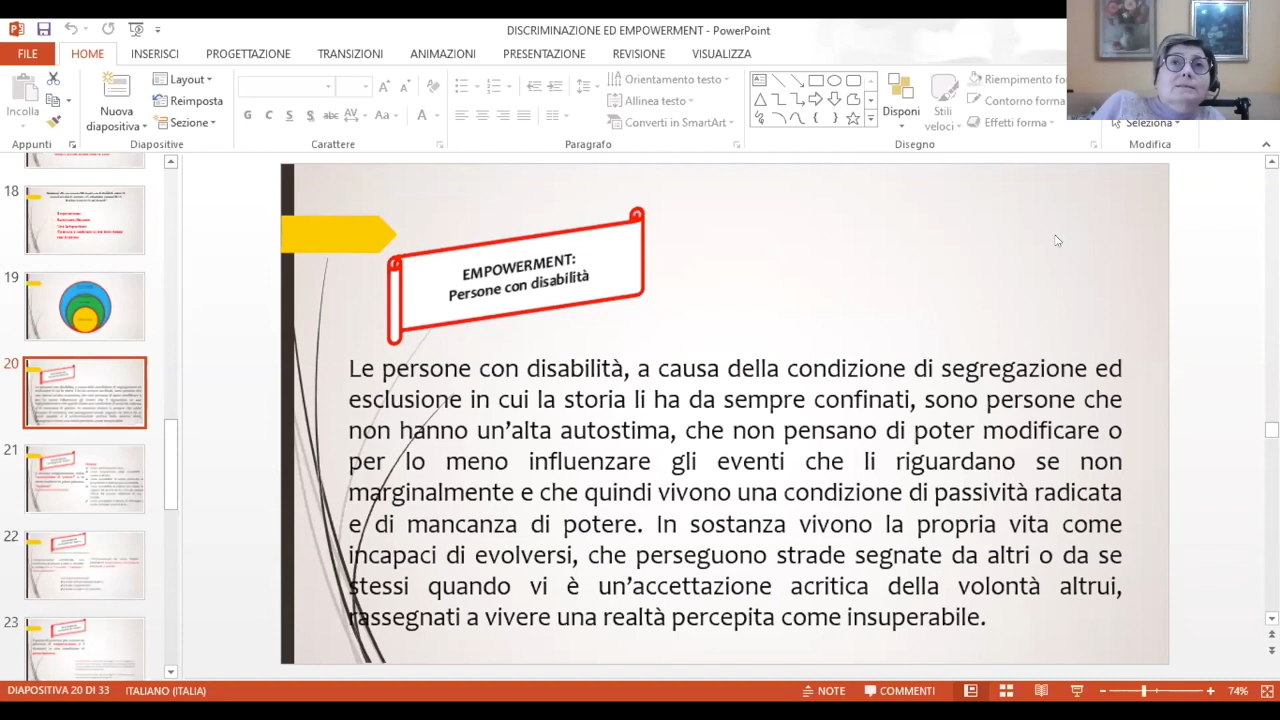 DISCRIMINAZIONE ED EMPOWERMENT - PowerPoint
FILE HOME INSERISCI PROGETTAZIONE TRANSIZIONI ANIMAZIONI PRESENTAZIONE REVISIONE VISUALIZZA
Incolla
Nuova diapositiva
Layout
Reimposta
Sezione
G C S S abc AV Aa A
Orientamento testo
Allinea testo
Converti in SmartArt
Disponi
Stili veloci
Riempimento fo
Contorno forma
Effetti forma
Seleziona
Appunti Diapositive Carattere Paragrafo Disegno Modifica
18
19
20
21
22
23
EMPOWERMENT:
Persone con disabilità
Le persone con disabilità, a causa della condizione di segregazione ed
esclusione in cui la storia li ha da sempre confinati, sono persone che
non hanno un'alta autostima, che non pensano di poter modificare o
per lo meno influenzare gli eventi che li riguardano se non
marginalmente e che quindi vivono una condizione di passività radicata
e di mancanza di potere. In sostanza vivono la propria vita come
incapaci di evolversi, che perseguono strade segnate da altri o da se
stessi quando vi è un'accettazione acritica della volontà altrui,
rassegnati a vivere una realtà percepita come insuperabile.
DIAPOSITIVA 20 DI 33 ITALIANO (ITALIA) NOTE COMMENTI 74%